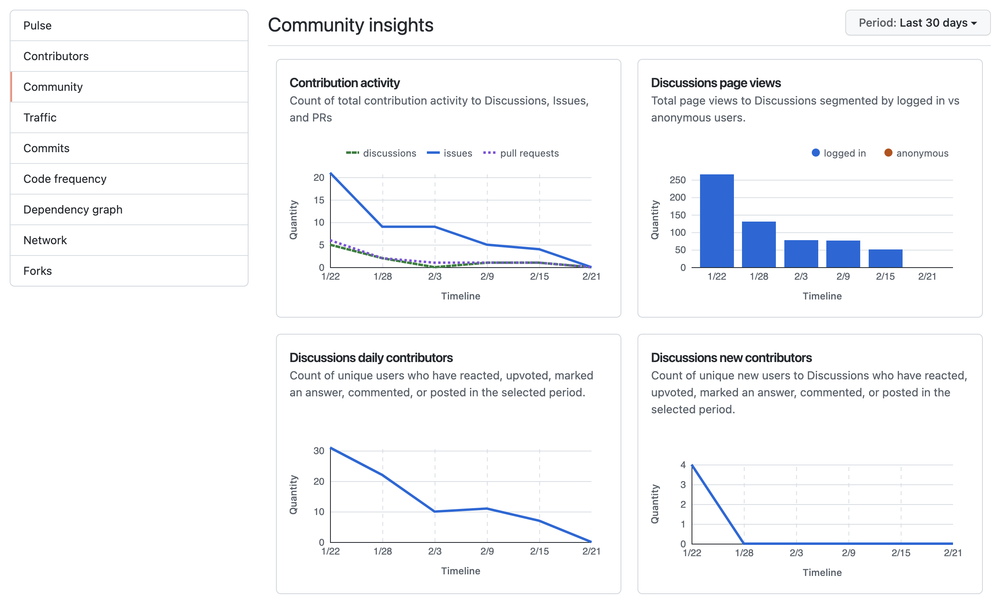 Pulse
Contributors
Community
Traffic
Commits
Code frequency
Dependency graph
Network
Forks
Community insights
Period: Last 30 days
Contribution activity
Count of total contribution activity to Discussions, Issues,
and PRs
discussions issues pull requests
20
15
10
5
0
Quantity
1/22 1/28 2/3 2/9 2/15 2/21
Timeline
Discussions page views
Total page views to Discussions segmented by logged in vs
anonymous users.
logged in anonymous
250
200
150
100
50
0
Quantity
1/22 1/28 2/3 2/9 2/15 2/21
Timeline
Discussions daily contributors
Count of unique users who have reacted, upvoted, marked
an answer, commented, or posted in the selected period.
30
20
10
0
Quantity
1/22 1/28 2/3 2/9 2/15 2/21
Timeline
Discussions new contributors
Count of unique new users to Discussions who have reacted,
upvoted, marked an answer, commented, or posted in the
selected period.
4
3
2
1
0
Quantity
1/22 1/28 2/3 2/9 2/15 2/21
Timeline